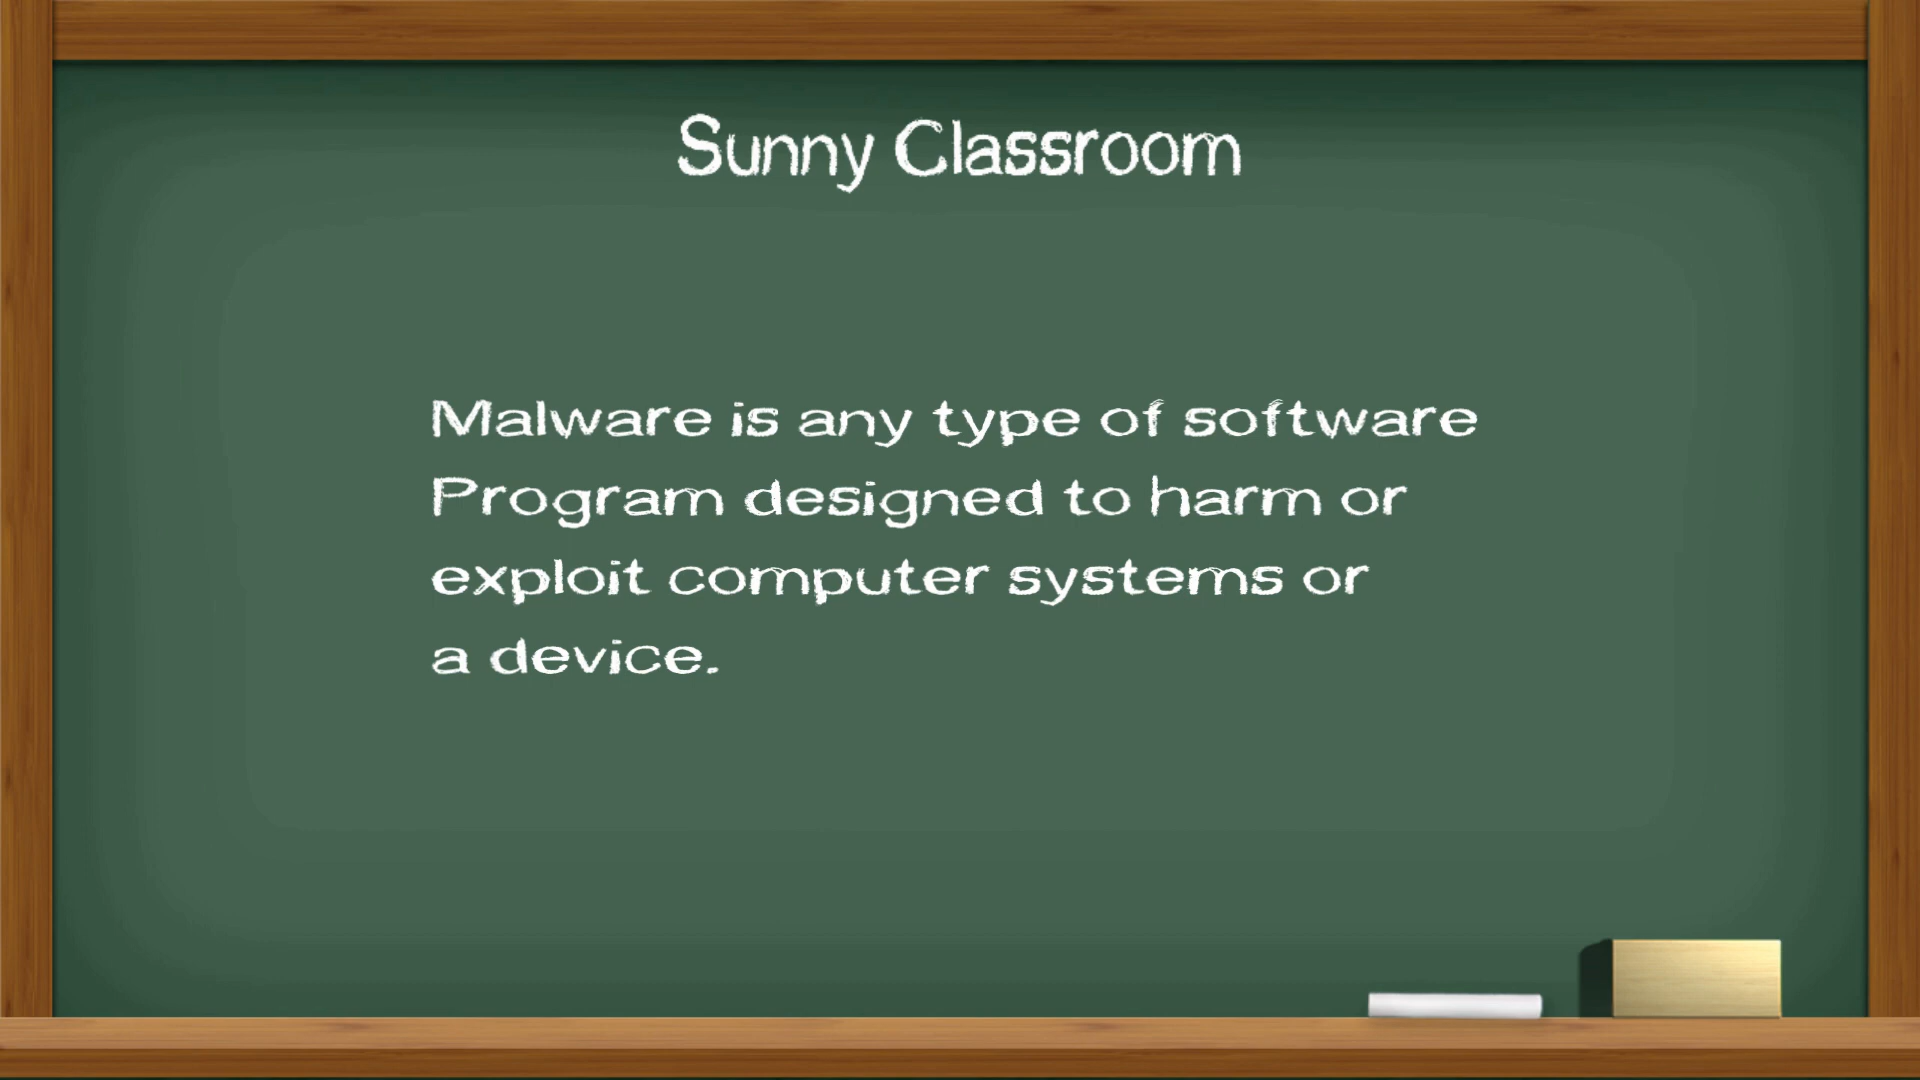 Sunny Classroom
Malware is any type of software
Program designed to harm or
exploit computer systems or
a device.